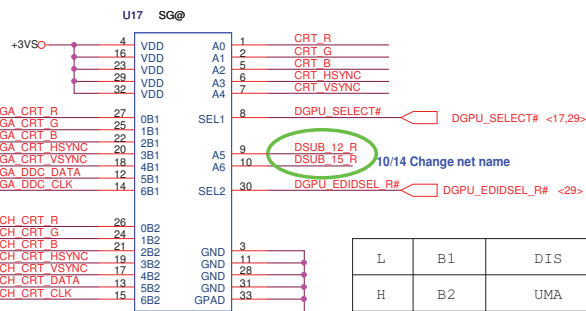 U17 SG@
+3VS
4 VDD A0 1 CRT_R
16 VDD A1 2 CRT_G
23 VDD A2 5 CRT_B
29 VDD A3 6 CRT_HSYNC
32 VDD A4 7 CRT_VSYNC
GA_CRT_R 27 0B1 SEL1 8 DGPU_SELECT# DGPU_SELECT# <17,29>
GA_CRT_G 25 1B1
GA_CRT_B 22 2B1
GA_CRT_HSYNC 20 3B1 A5 9 DSUB_12_R
GA_CRT_VSYNC 18 4B1 A6 10 DSUB_15_R 10/14 Change net name
GA_DDC_DATA 12 5B1
GA_DDC_CLK 14 6B1 SEL2 30 DGPU_EDIDSEL_R# DGPU_EDIDSEL_R# <29>
CH_CRT_R 26 0B2
CH_CRT_G 24 1B2
CH_CRT_B 21 2B2 GND 3
CH_CRT_HSYNC 19 3B2 GND 11
CH_CRT_VSYNC 17 4B2 GND 28
CH_CRT_DATA 13 5B2 GND 31
CH_CRT_CLK 15 6B2 GPAD 33
L B1 DIS
H B2 UMA